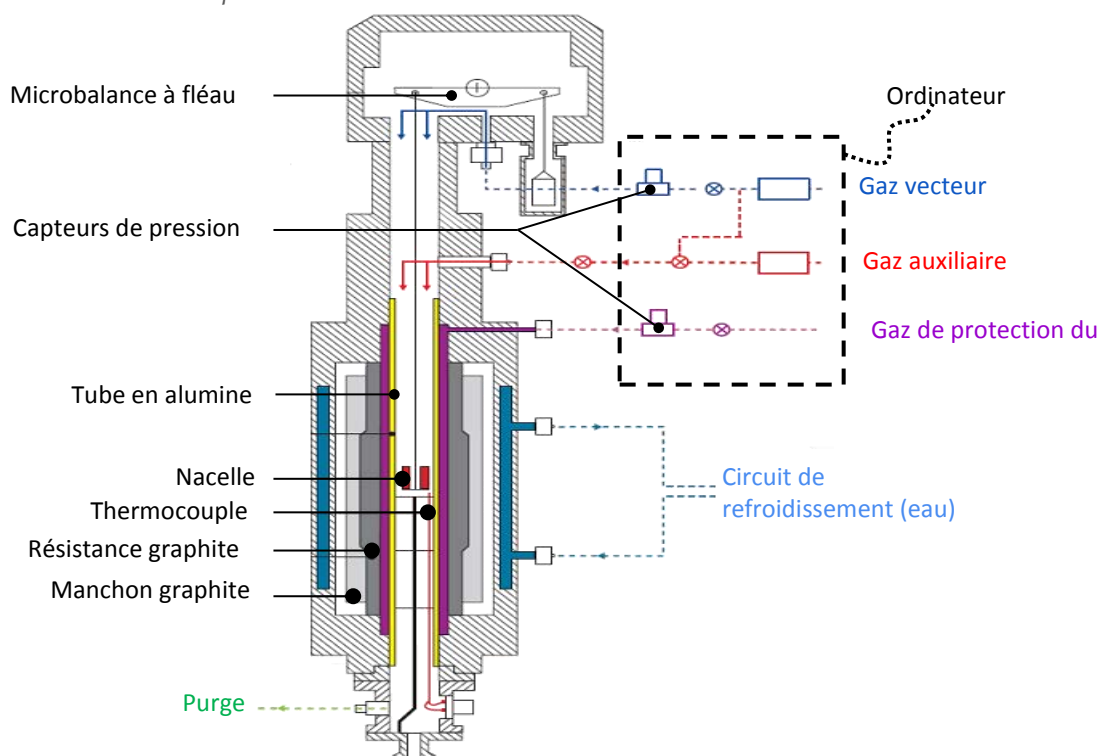 Microbalance à fléau
Ordinateur
Gaz vecteur
Capteurs de pression
Gaz auxiliaire
Gaz de protection du
Tube en alumine
Nacelle
Circuit de
refroidissement (eau)
Thermocouple
Résistance graphite
Manchon graphite
Purge